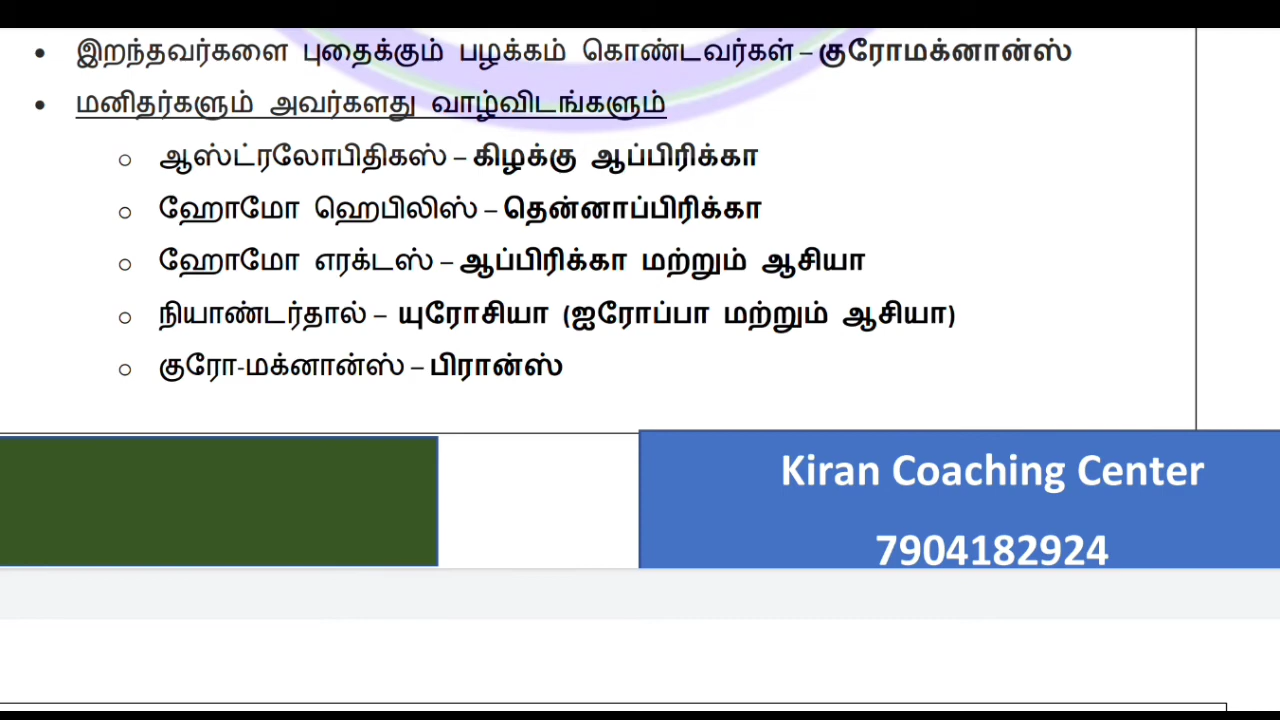 • இறந்தவர்களை புதைக்கும் பழக்கம் கொண்டவர்கள் – குரோமக்னான்ஸ்
• மனிதர்களும் அவர்களது வாழ்விடங்களும்
o ஆஸ்ட்ரலோபிதிகஸ் – கிழக்கு ஆப்பிரிக்கா
o ஹோமோ ஹெபிலிஸ் – தென்னாப்பிரிக்கா
o ஹோமோ எரக்டஸ் – ஆப்பிரிக்கா மற்றும் ஆசியா
o நியாண்டர்தால் – யுரோசியா (ஐரோப்பா மற்றும் ஆசியா)
o குரோ-மக்னான்ஸ் – பிரான்ஸ்
Kiran Coaching Center
7904182924